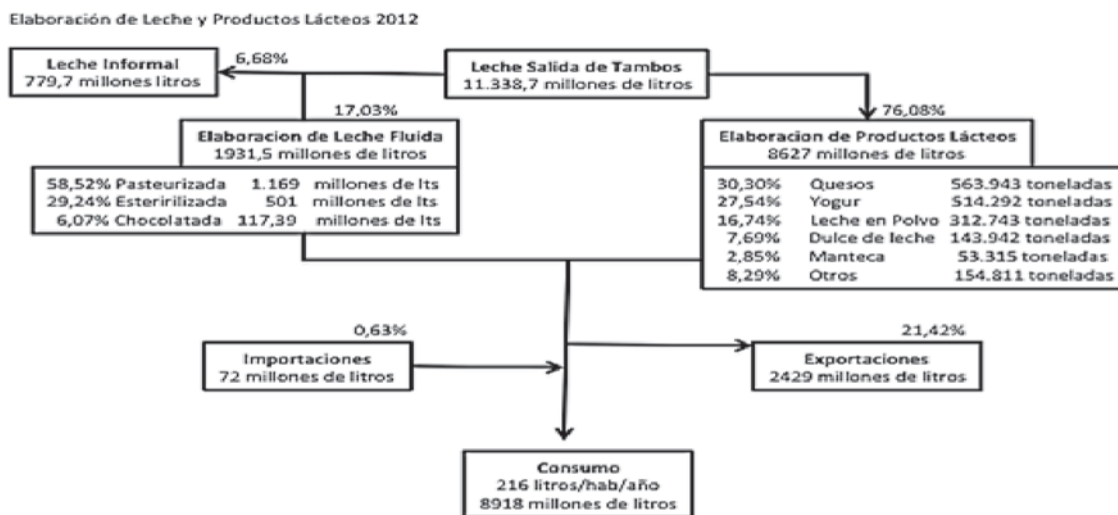 Elaboración de Leche y Productos Lácteos 2012
6,68%
Leche Informal
779,7 millones litros
Leche Salida de Tambos
11.338,7 millones de litros
17,03%
76,08%
Elaboracion de Leche Fluida
1931,5 millones de litros
Elaboracion de Productos Lácteos
8627 millones de litros
58,52% Pasteurizada 1.169 millones de lts
29,24% Esteririlizada 501 millones de lts
6,07% Chocolatada 117,39 millones de lts
30,30% Quesos 563.943 toneladas
27,54% Yogur 514.292 toneladas
16,74% Leche en Polvo 312.743 toneladas
7,69% Dulce de leche 143.942 toneladas
2,85% Manteca 53.315 toneladas
8,29% Otros 154.811 toneladas
0,63%
21,42%
Importaciones
72 millones de litros
Exportaciones
2429 millones de litros
Consumo
216 litros/hab/año
8918 millones de litros